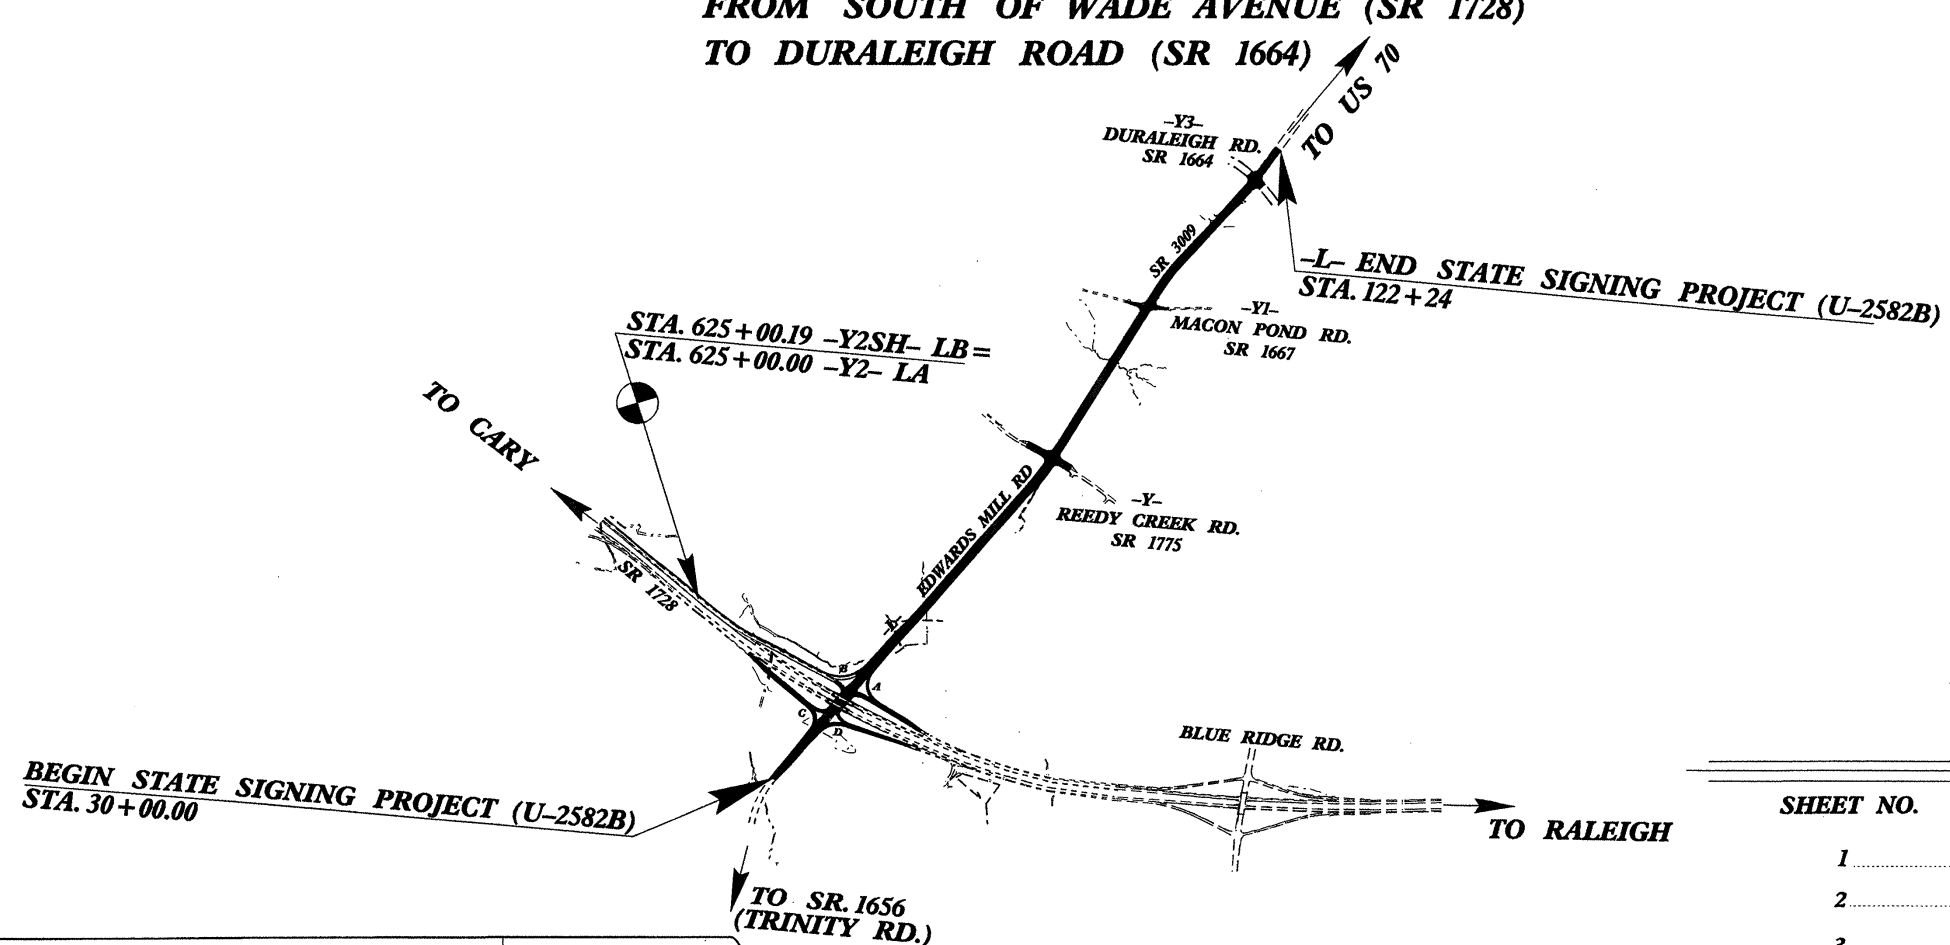 FROM SOUTH OF WADE AVENUE (SR 1728)
TO DURALEIGH ROAD (SR 1664)
TO US 70
-Y3-
DURALEIGH RD.
SR 1664
SR 3009
-L- END STATE SIGNING PROJECT (U-2582B)
STA. 122+24
-Y1-
MACON POND RD.
SR 1667
STA. 625+00.19 -Y2SH- LB=
STA. 625+00.00 -Y2- LA
TO CARY
EDWARDS MILL RD
-Y-
REEDY CREEK RD.
SR 1775
SR 1728
-L-
B
A
C
D
BLUE RIDGE RD.
BEGIN STATE SIGNING PROJECT (U-2582B)
STA. 30+00.00
TO RALEIGH
SHEET NO.
1
2
3
TO SR. 1656
(TRINITY RD.)